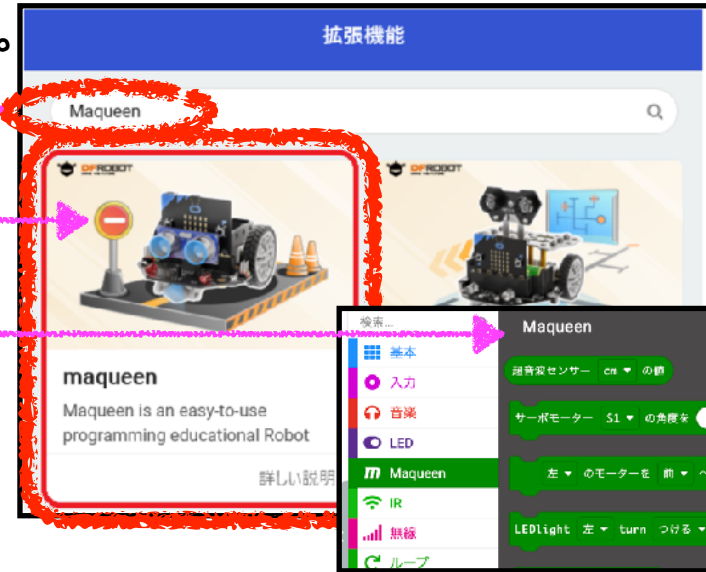 拡張機能
Maqueen
DFROBOT
DFROBOT
maqueen
Maqueen is an easy-to-use
programming educational Robot
詳しい説明
検索...
基本
入力
音楽
LED
Maqueen
IR
無線
ループ
Maqueen
超音波センサー cm の値
サーボモーター S1 の角度を
左 のモーターを 前 へ
LEDlight 左 turn つける